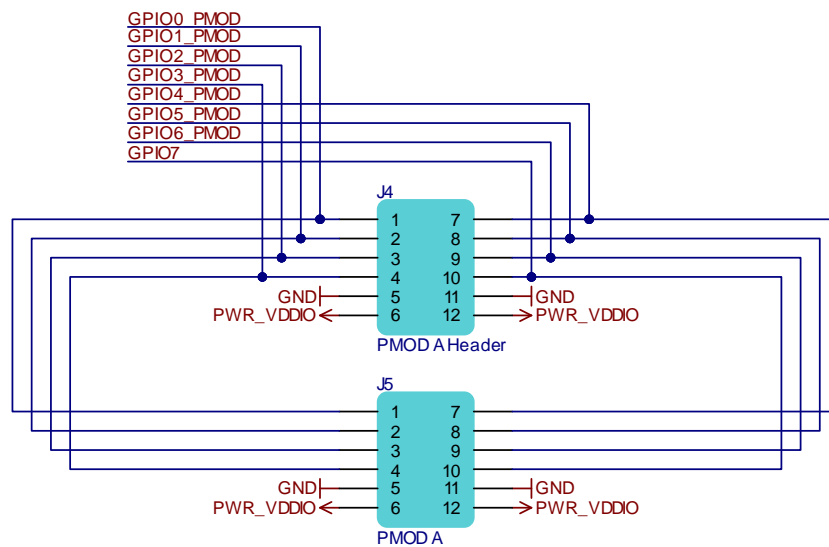 GPIO0_PMOD
GPIO1_PMOD
GPIO2_PMOD
GPIO3_PMOD
GPIO4_PMOD
GPIO5_PMOD
GPIO6_PMOD
GPIO7
J4
1 7
2 8
3 9
4 10
GND 5 11 GND
PWR_VDDIO 6 12 PWR_VDDIO
PMOD A Header
J5
1 7
2 8
3 9
4 10
GND 5 11 GND
PWR_VDDIO 6 12 PWR_VDDIO
PMOD A